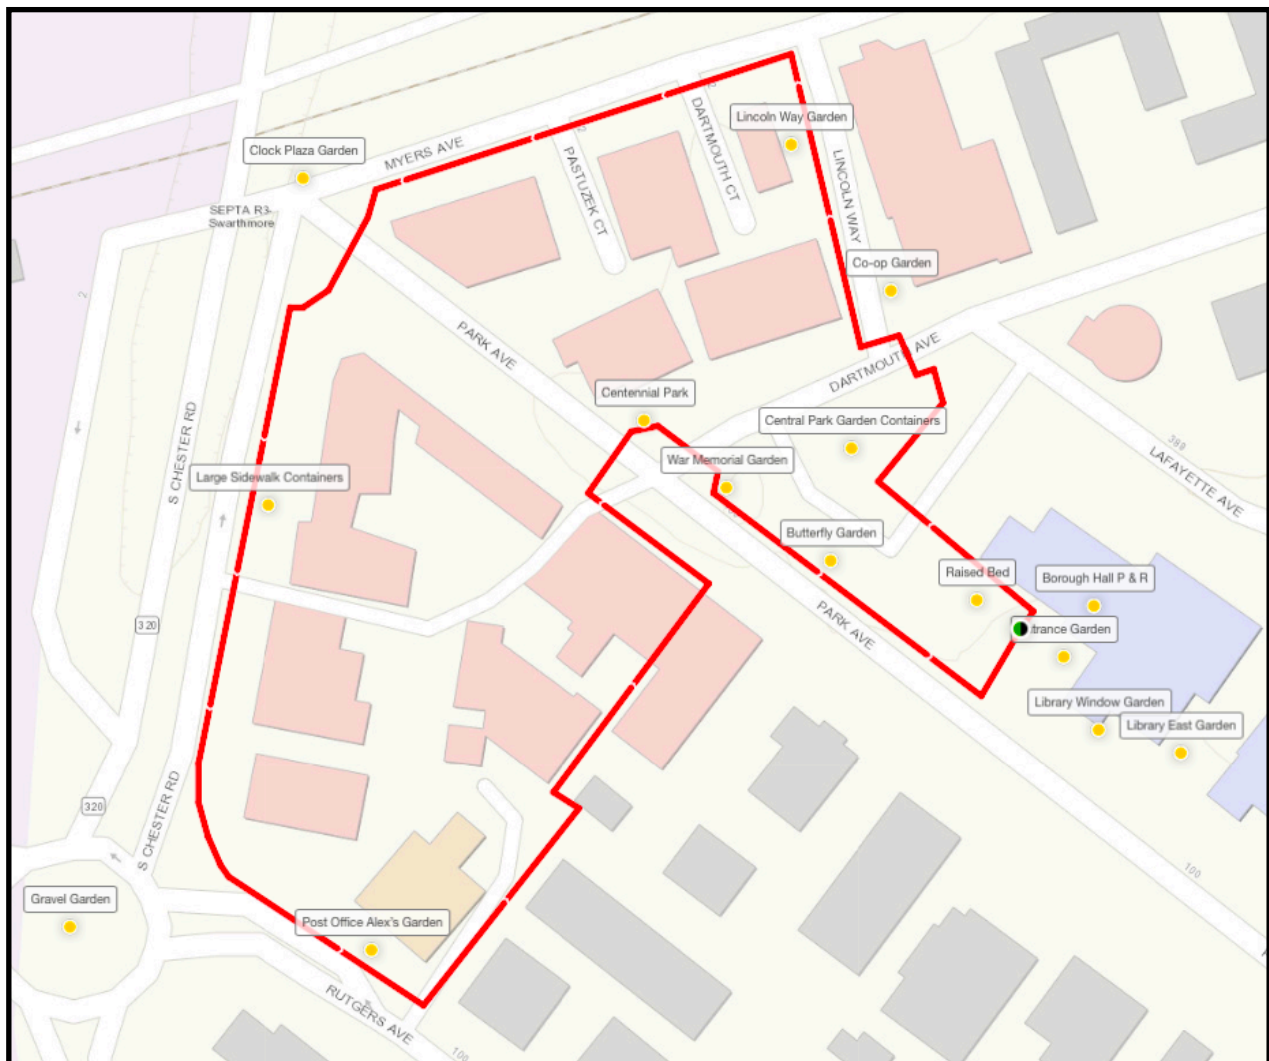 Lincoln Way Garden
DARTMOUTH CT
MYERS AVE
Clock Plaza Garden
PASTUZEK CT
LINCOLN WAY
SEPTA R3-
Swarthmore
Co-op Garden
2
PARK AVE
DARTMOUTH AVE
Centennial Park
Central Park Garden Containers
S CHESTER RD
389
War Memorial Garden
LAFAYETTE AVE
Large Sidewalk Containers
Butterfly Garden
Raised Bed
Borough Hall P & R
320
PARK AVE
trance Garden
Library Window Garden
Library East Garden
320
S CHESTER RD
100
Gravel Garden
Post Office Alex's Garden
RUTGERS AVE
100